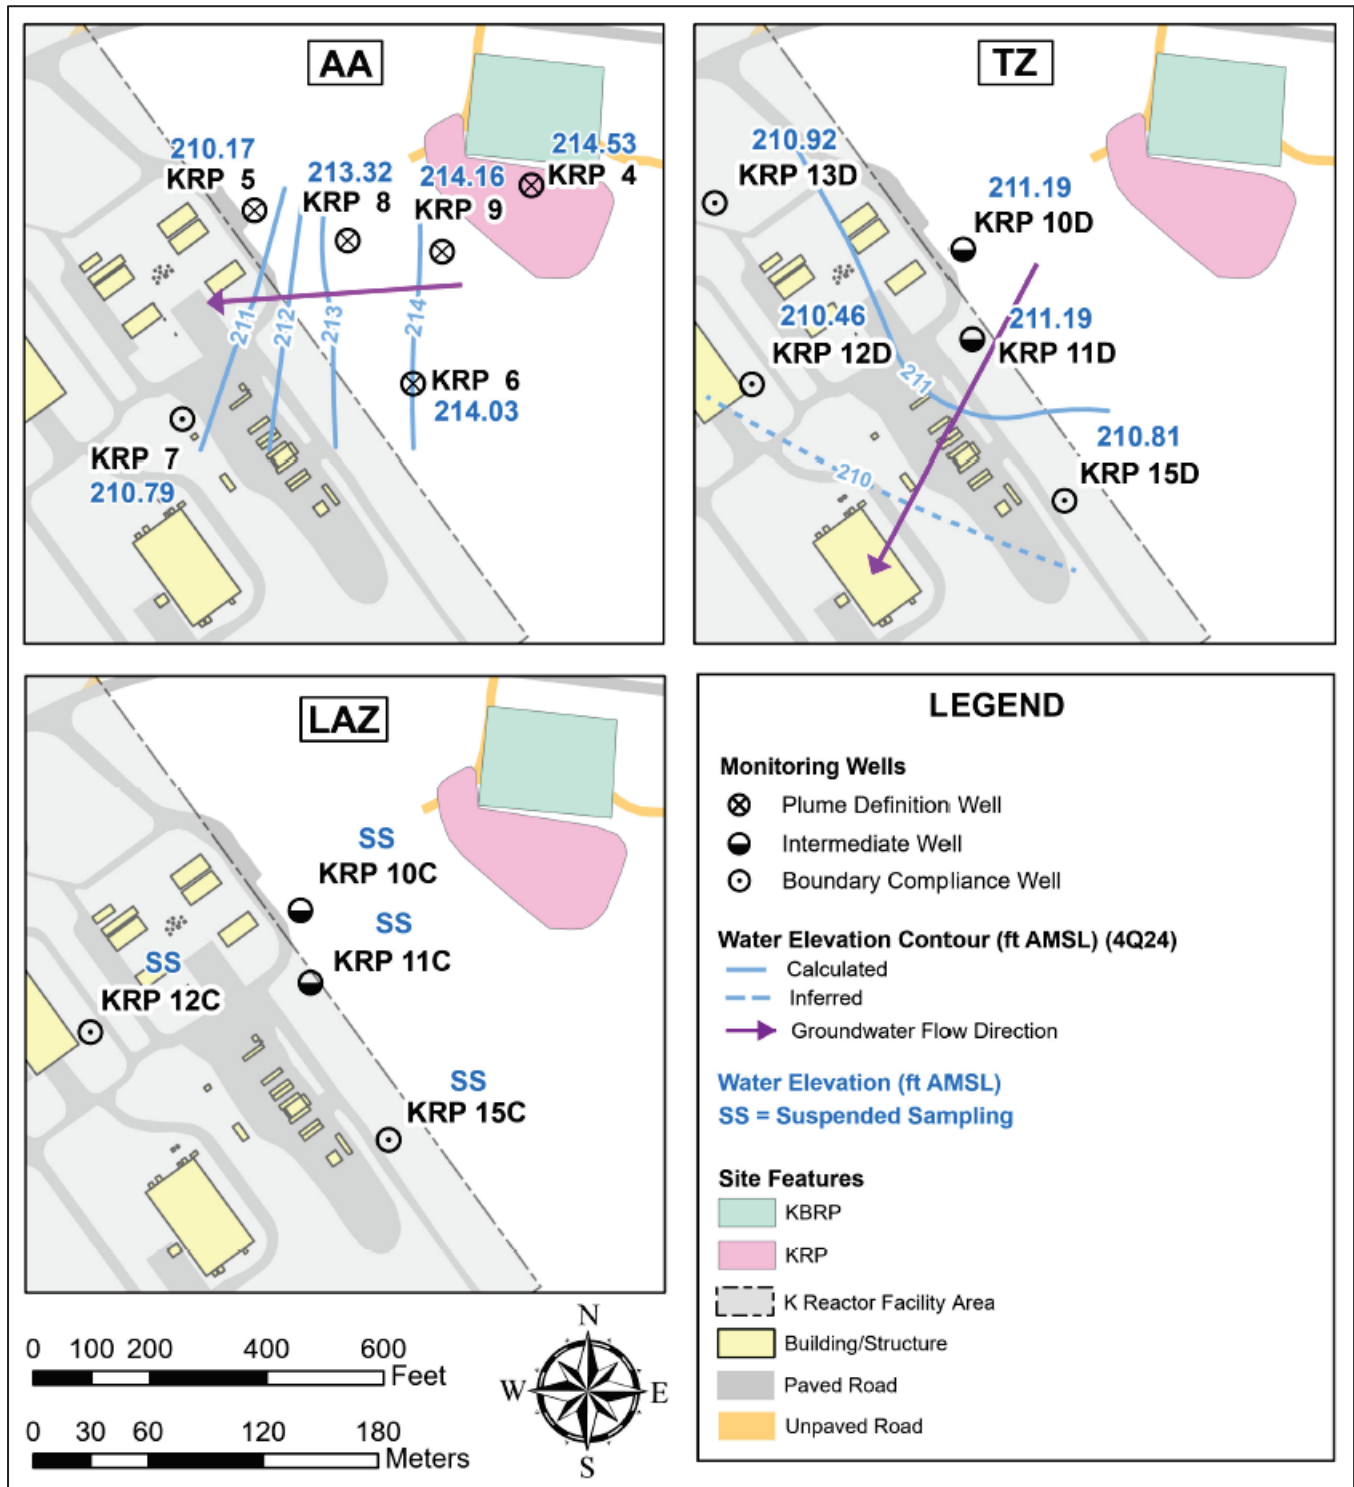 AA
210.17
KRP 5
213.32
KRP 8
214.16
KRP 9
214.53
KRP 4
211
212
213
214
KRP 6
214.03
KRP 7
210.79
TZ
210.92
KRP 13D
211.19
KRP 10D
210.46
KRP 12D
211.19
KRP 11D
211
210.81
KRP 15D
210
LAZ
SS
KRP 10C
SS
KRP 11C
SS
KRP 12C
SS
KRP 15C
LEGEND
Monitoring Wells
Plume Definition Well
Intermediate Well
Boundary Compliance Well
Water Elevation Contour (ft AMSL) (4Q24)
Calculated
Inferred
Groundwater Flow Direction
Water Elevation (ft AMSL)
SS = Suspended Sampling
Site Features
KBRP
KRP
K Reactor Facility Area
Building/Structure
Paved Road
Unpaved Road
0 100 200 400 600
Feet
0 30 60 120 180
Meters
N
W E
S